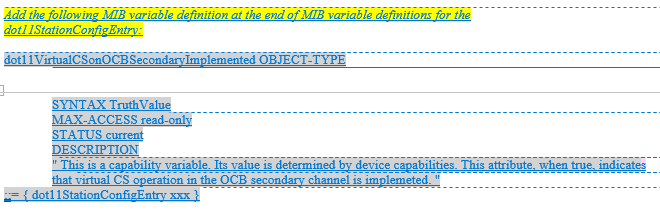 Add the following MIB variable definition at the end of MIB variable definitions for the
dot11StationConfigEntry:
dot11VirtualCSonOCBSecondaryImplemented OBJECT-TYPE
SYNTAX TruthValue
MAX-ACCESS read-only
STATUS current
DESCRIPTION
" This is a capability variable. Its value is determined by device capabilities. This attribute, when true, indicates
that virtual CS operation in the OCB secondary channel is implemeted. "
::= { dot11StationConfigEntry xxx }